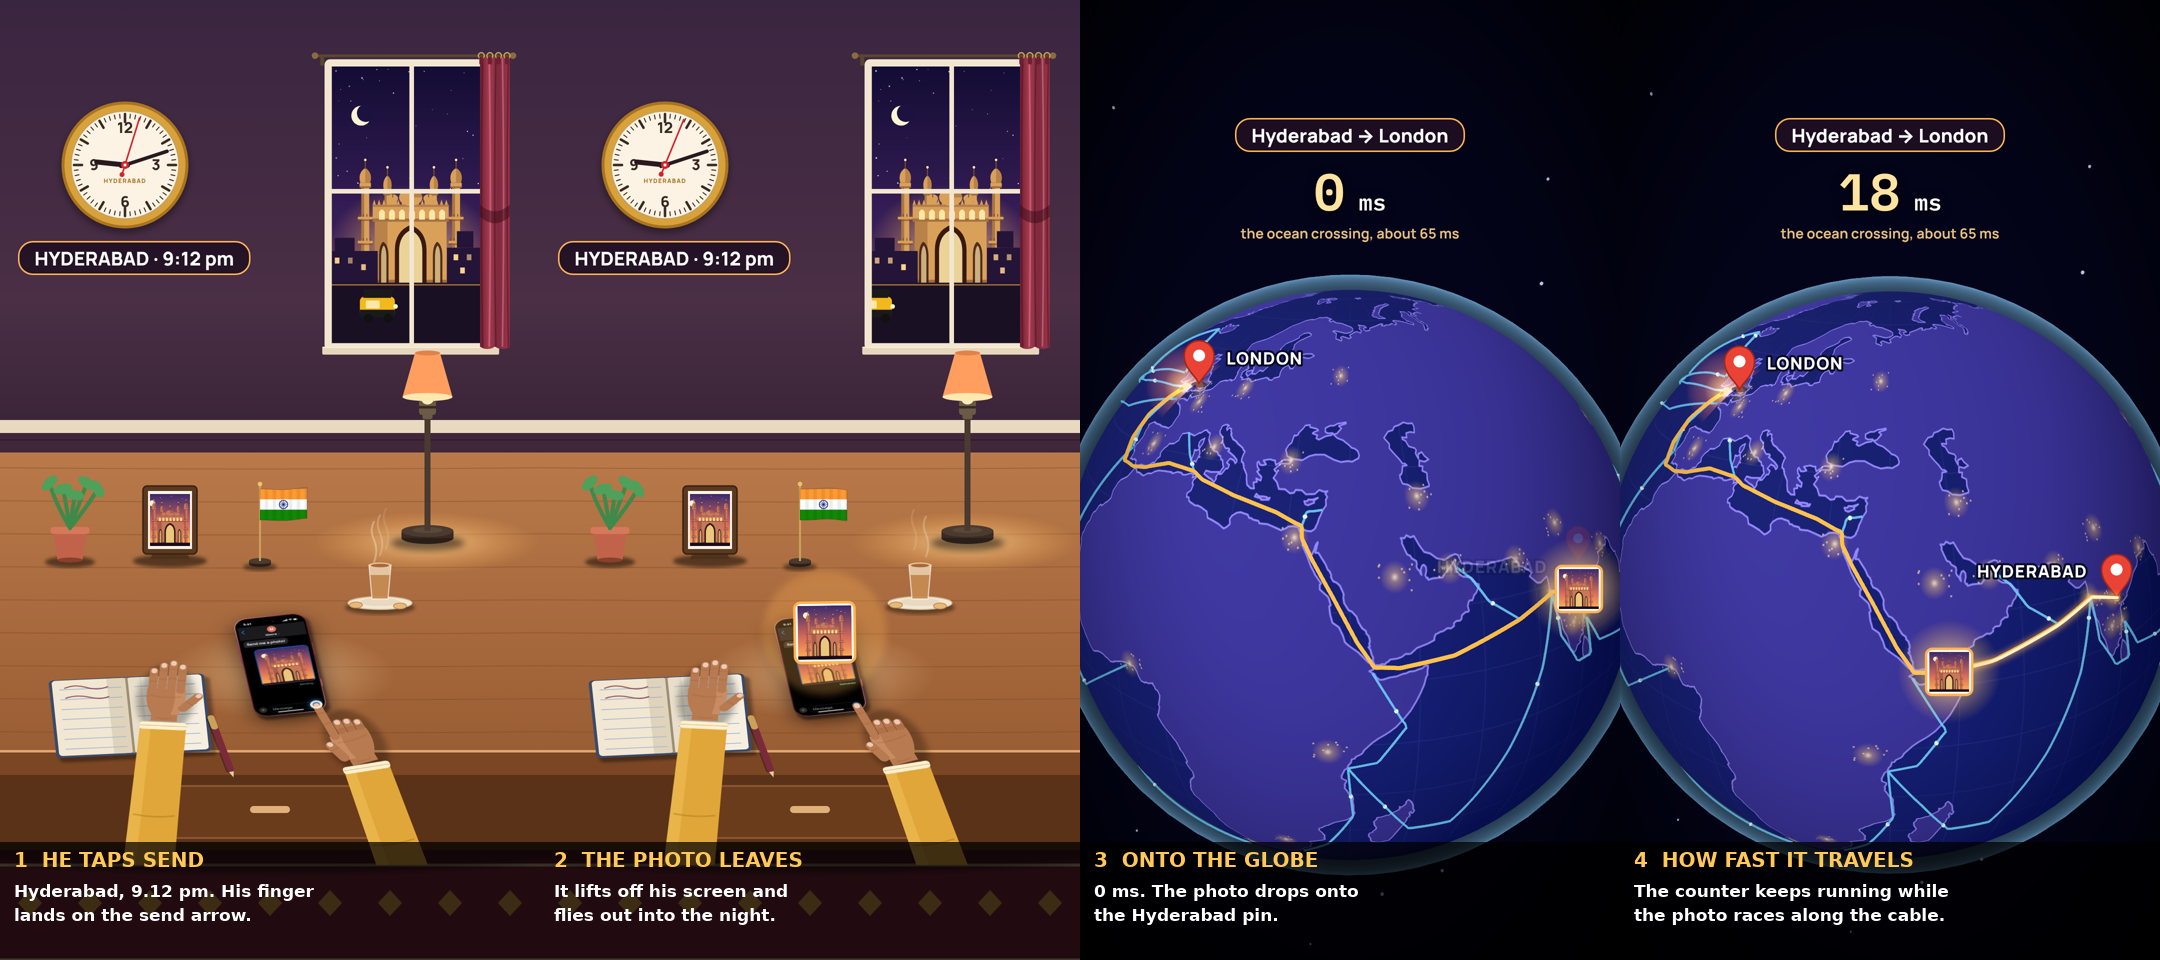 12
9
3
6
HYDERABAD
HYDERABAD · 9:12 pm
Send me a photo!
1 HE TAPS SEND
Hyderabad, 9.12 pm. His finger
lands on the send arrow.
12
9
3
6
HYDERABAD
HYDERABAD · 9:12 pm
2 THE PHOTO LEAVES
It lifts off his screen and
flies out into the night.
Hyderabad → London
0 ms
the ocean crossing, about 65 ms
LONDON
HYDERABAD
3 ONTO THE GLOBE
0 ms. The photo drops onto
the Hyderabad pin.
Hyderabad → London
18 ms
the ocean crossing, about 65 ms
LONDON
HYDERABAD
4 HOW FAST IT TRAVELS
The counter keeps running while
the photo races along the cable.